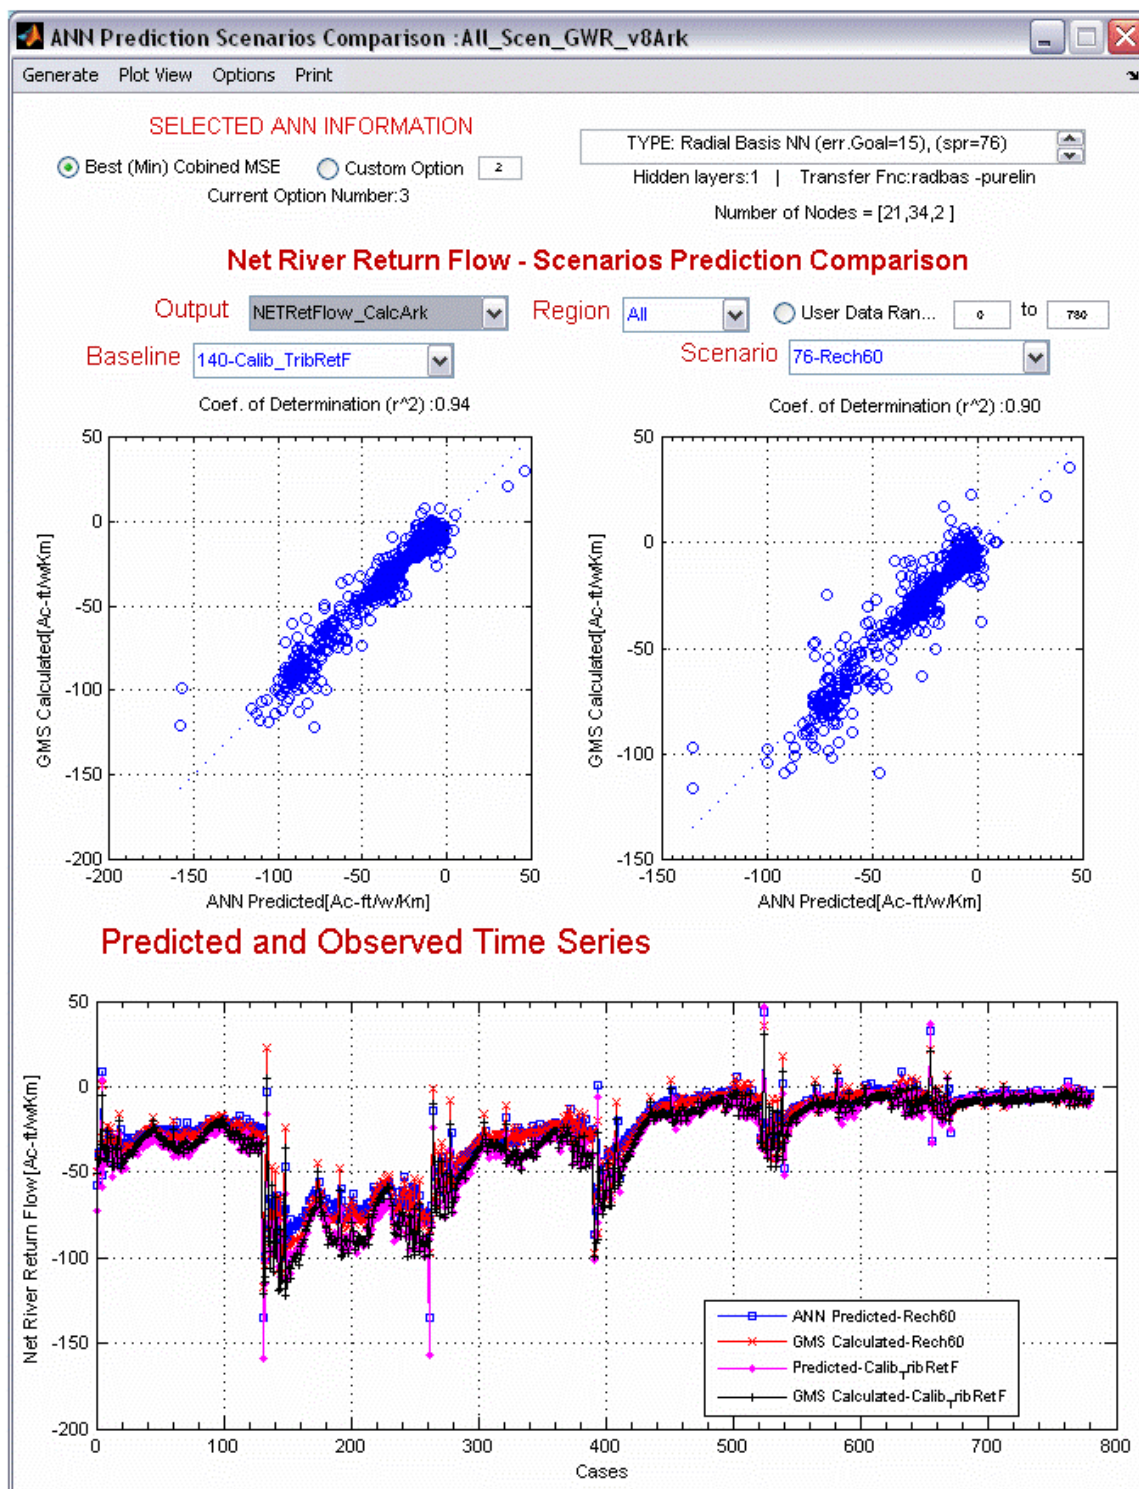 ANN Prediction Scenarios Comparison :All_Scen_GWR_v8Ark
Generate Plot View Options Print
SELECTED ANN INFORMATION
Best (Min) Cobined MSE Custom Option 2
Current Option Number:3
TYPE: Radial Basis NN (err.Goal=15), (spr=76)
Hidden layers:1 | Transfer Fnc:radbas -purelin
Number of Nodes = [21,34,2 ]
Net River Return Flow - Scenarios Prediction Comparison
Output NETRetFlow_CalcArk Region All User Data Ran... 0 to 780
Baseline 140-Calib_TribRetF Scenario 76-Rech60
Coef. of Determination (r^2) :0.94
50
0
-50
-100
-150
-200
GMS Calculated[Ac-ft/wKm]
-200 -150 -100 -50 0 50
ANN Predicted[Ac-ft/w/Km]
Coef. of Determination (r^2) :0.90
50
0
-50
-100
-150
GMS Calculated[Ac-ft/wKm]
-150 -100 -50 0 50
ANN Predicted[Ac-ft/w/Km]
Predicted and Observed Time Series
50
0
-50
-100
-150
-200
Net River Return Flow[Ac-ft/wKm]
0 100 200 300 400 500 600 700 800
Cases
ANN Predicted-Rech60
GMS Calculated-Rech60
Predicted-Calib_TribRetF
GMS Calculated-Calib_TribRetF